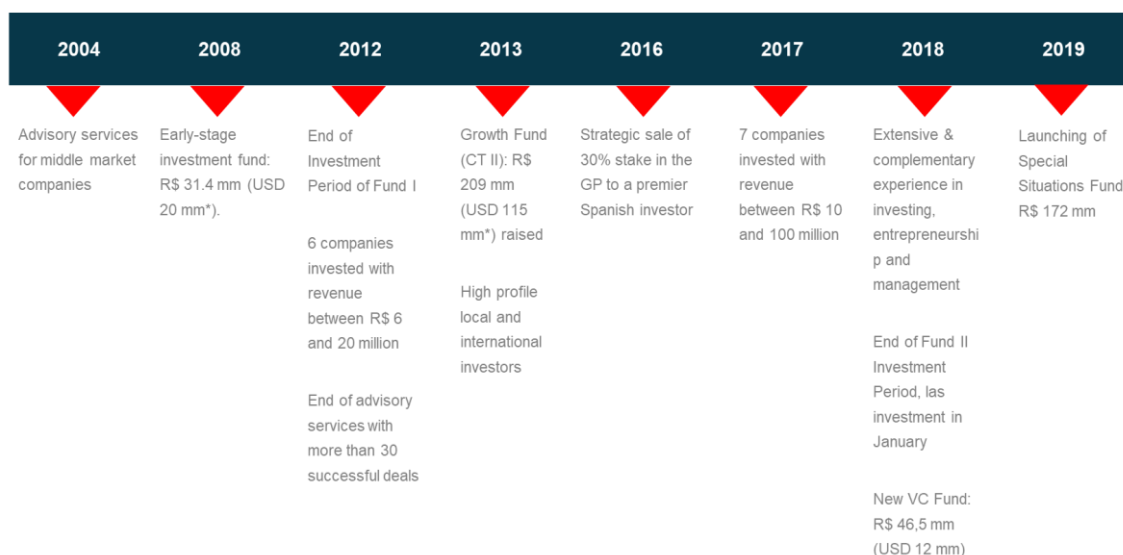 2004
2008
2012
2013
2016
2017
2018
2019
Advisory services
for middle market
companies
Early-stage
investment fund:
R$ 31.4 mm (USD
20 mm*).
End of
Investment
Period of Fund I
6 companies
invested with
revenue
between R$ 6
and 20 million
End of advisory
services with
more than 30
successful deals
Growth Fund
(CT II): R$
209 mm
(USD 115
mm*) raised
High profile
local and
international
investors
Strategic sale of
30% stake in the
GP to a premier
Spanish investor
7 companies
invested with
revenue
between R$ 10
and 100 million
Extensive &
complementary
experience in
investing,
entrepreneurshi
p and
management
End of Fund II
Investment
Period, las
investment in
January
New VC Fund:
R$ 46,5 mm
(USD 12 mm)
Launching of
Special
Situations Fund
R$ 172 mm